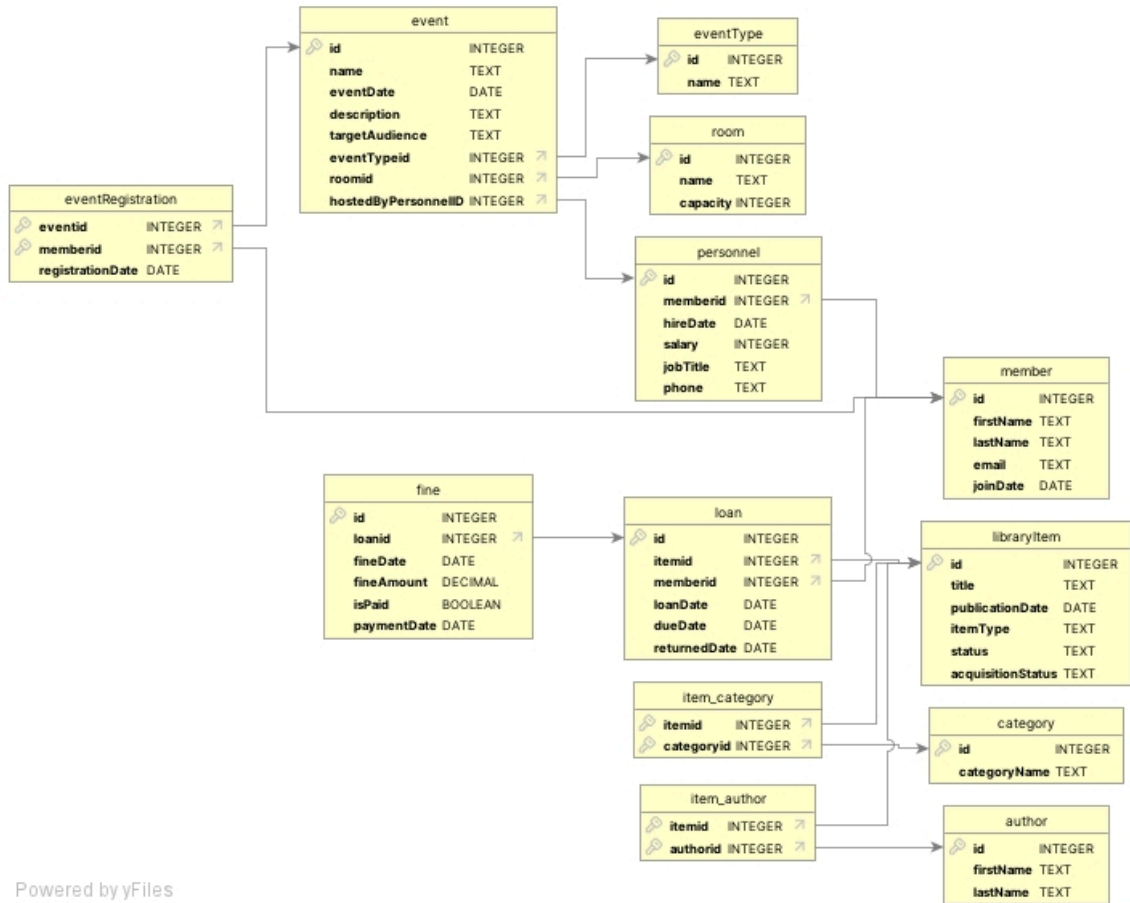 event
id INTEGER
name TEXT
eventDate DATE
description TEXT
targetAudience TEXT
eventTypeid INTEGER
roomid INTEGER
hostedByPersonnelID INTEGER
eventType
id INTEGER
name TEXT
room
id INTEGER
name TEXT
capacity INTEGER
eventRegistration
eventid INTEGER
memberid INTEGER
registrationDate DATE
personnel
id INTEGER
memberid INTEGER
hireDate DATE
salary INTEGER
jobTitle TEXT
phone TEXT
member
id INTEGER
firstName TEXT
lastName TEXT
email TEXT
joinDate DATE
fine
id INTEGER
loanid INTEGER
fineDate DATE
fineAmount DECIMAL
isPaid BOOLEAN
paymentDate DATE
loan
id INTEGER
itemid INTEGER
memberid INTEGER
loanDate DATE
dueDate DATE
returnedDate DATE
libraryItem
id INTEGER
title TEXT
publicationDate DATE
itemType TEXT
status TEXT
acquisitionStatus TEXT
item_category
itemid INTEGER
categoryid INTEGER
category
id INTEGER
categoryName TEXT
item_author
itemid INTEGER
authorid INTEGER
author
id INTEGER
firstName TEXT
lastName TEXT
Powered by yFiles